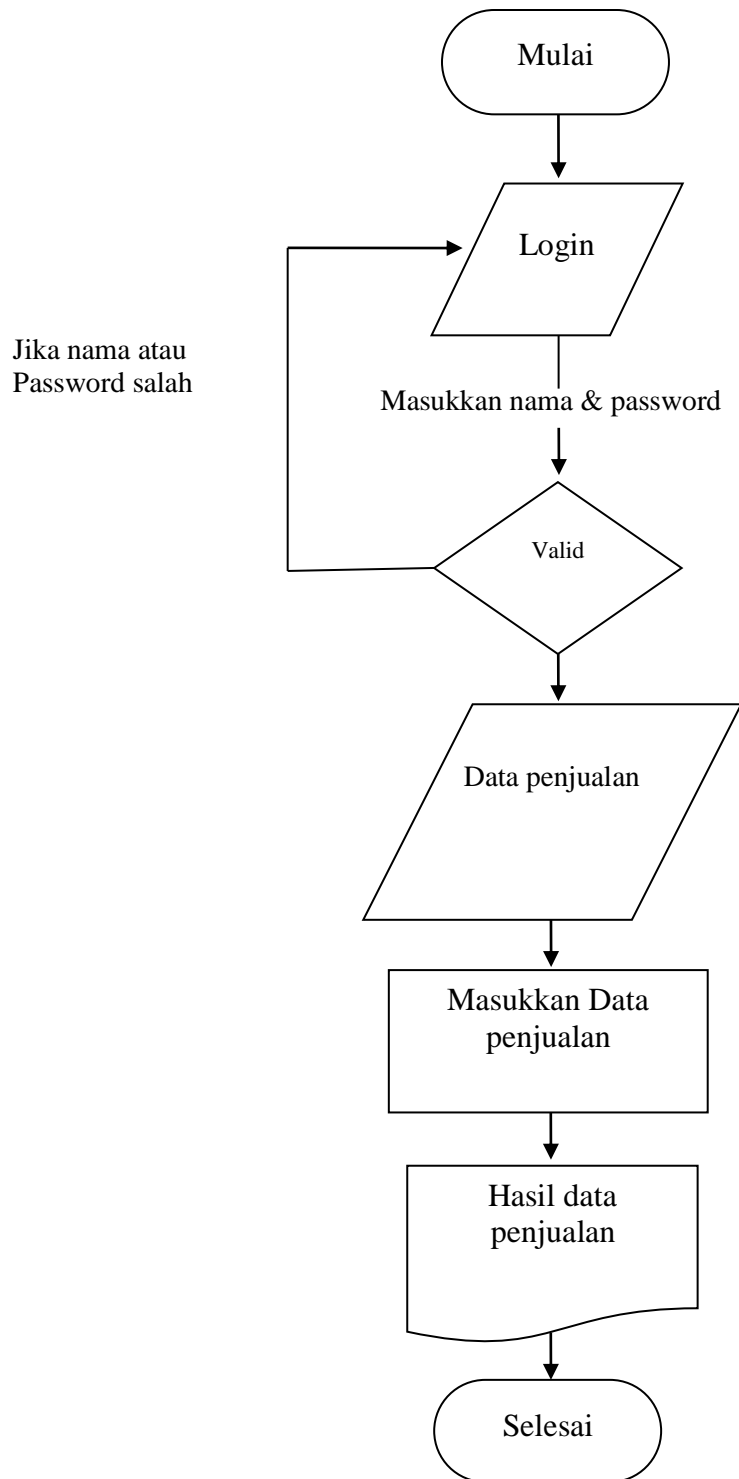 Mulai
Login
Jika nama atau
Password salah
Masukkan nama & password
Valid
Data penjualan
Masukkan Data
penjualan
Hasil data
penjualan
Selesai